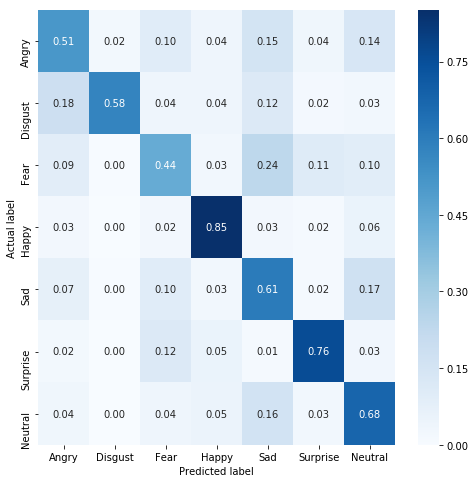 Actual label
Angry 0.51 0.02 0.10 0.04 0.15 0.04 0.14
Disgust 0.18 0.58 0.04 0.04 0.12 0.02 0.03
Fear 0.09 0.00 0.44 0.03 0.24 0.11 0.10
Happy 0.03 0.00 0.02 0.85 0.03 0.02 0.06
Sad 0.07 0.00 0.10 0.03 0.61 0.02 0.17
Surprise 0.02 0.00 0.12 0.05 0.01 0.76 0.03
Neutral 0.04 0.00 0.04 0.05 0.16 0.03 0.68
Angry Disgust Fear Happy Sad Surprise Neutral
Predicted label
0.75
0.60
0.45
0.30
0.15
0.00